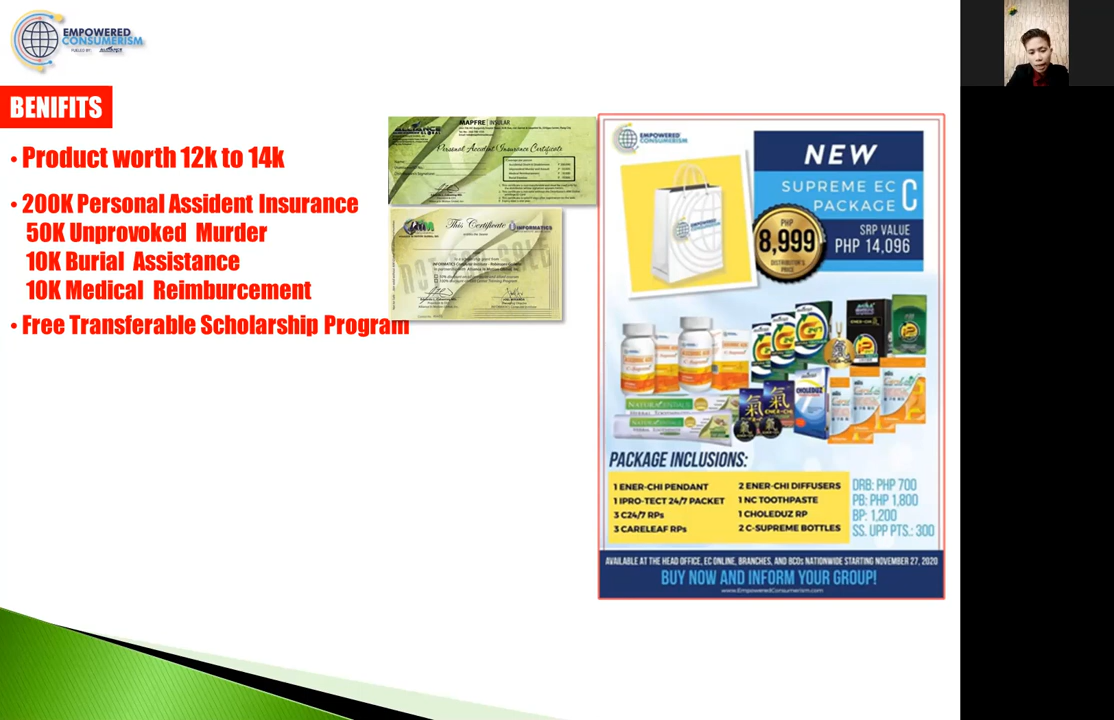 EMPOWERED
CONSUMERISM
FUELED BY:
BENIFITS
• Product worth 12k to 14k
• 200K Personal Assident Insurance
50K Unprovoked Murder
10K Burial Assistance
10K Medical Reimburcement
• Free Transferable Scholarship Program
MAPFRE | INSULAR
Personal Accident Insurance Certificate
This Certificate
INFORMATICS
NOT
EMPOWERED
CONSUMERISM
NEW
SUPREME EC
PACKAGE C
PHP
8,999
DISTRIBUTOR'S
PRICE
SRP VALUE
PHP 14,096
CHOLEDUZ
PACKAGE INCLUSIONS:
1 ENER-CHI PENDANT
1 IPRO-TECT 24/7 PACKET
3 C24/7 RPs
3 CARELEAF RPs
2 ENER-CHI DIFFUSERS
1 NC TOOTHPASTE
1 CHOLEDUZ RP
2 C-SUPREME BOTTLES
DRB: PHP 700
PB: PHP 1,800
BP: 1,200
SS. UPP PTS.: 300
AVAILABLE AT THE HEAD OFFICE, EC ONLINE, BRANCHES, AND BCOs NATIONWIDE STARTING NOVEMBER 27, 2020
BUY NOW AND INFORM YOUR GROUP!
www.EmpoweredConsumerism.com